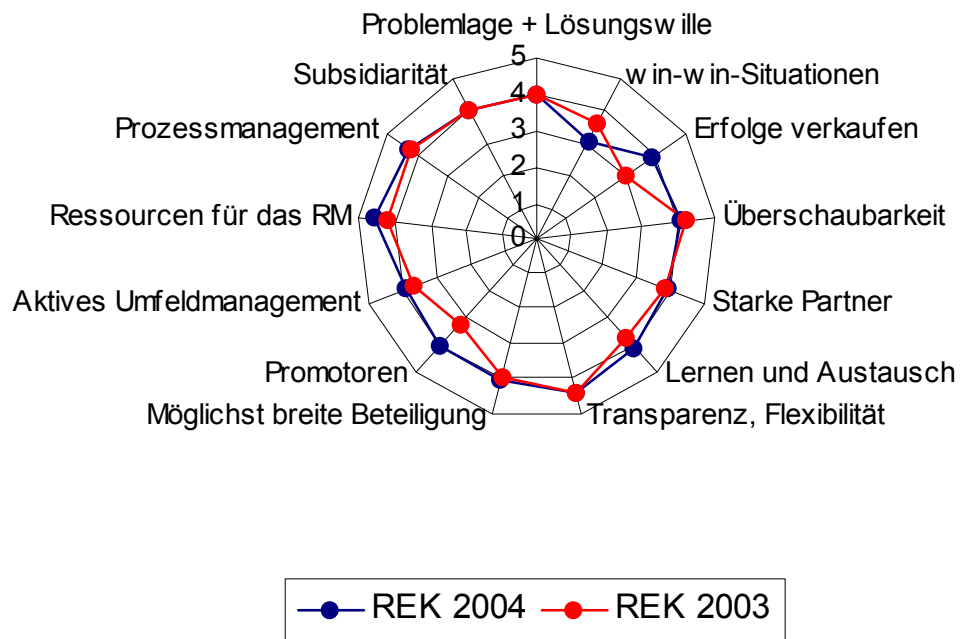 Problemlage + Lösungswille
win-win-Situationen
Erfolge verkaufen
Überschaubarkeit
Starke Partner
Lernen und Austausch
Transparenz, Flexibilität
Möglichst breite Beteiligung
Promotoren
Aktives Umfeldmanagement
Ressourcen für das RM
Prozessmanagement
Subsidiarität
5
4
3
2
1
0
REK 2004
REK 2003